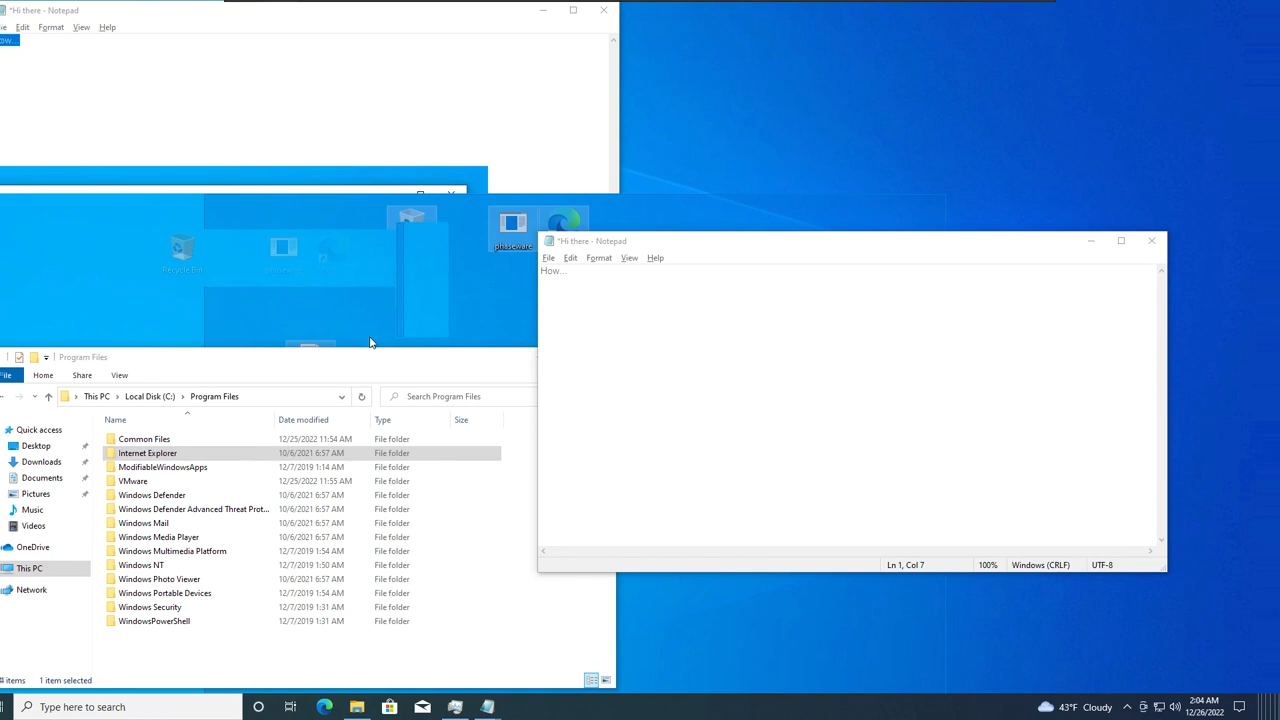 *Hi there - Notepad
Edit Format View Help
Recycle Bin
phaseware
*Hi there - Notepad
File Edit Format View Help
How...
Ln 1, Col 7 100% Windows (CRLF) UTF-8
Program Files
Home Share View
This PC Local Disk (C:) Program Files Search Program Files
Name Date modified Type Size
Quick access
Desktop
Downloads
Documents
Pictures
Music
Videos
OneDrive
This PC
Network
Common Files 12/25/2022 11:54 AM File folder
Internet Explorer 10/6/2021 6:57 AM File folder
ModifiableWindowsApps 12/7/2019 1:14 AM File folder
VMware 12/25/2022 11:55 AM File folder
Windows Defender 10/6/2021 6:57 AM File folder
Windows Defender Advanced Threat Prot... 10/6/2021 6:57 AM File folder
Windows Mail 10/6/2021 6:57 AM File folder
Windows Media Player 10/6/2021 6:57 AM File folder
Windows Multimedia Platform 12/7/2019 1:54 AM File folder
Windows NT 12/7/2019 1:50 AM File folder
Windows Photo Viewer 10/6/2021 6:57 AM File folder
Windows Portable Devices 12/7/2019 1:54 AM File folder
Windows Security 12/7/2019 1:31 AM File folder
WindowsPowerShell 12/7/2019 1:31 AM File folder
items 1 item selected
Type here to search
43°F Cloudy
2:04 AM
12/26/2022